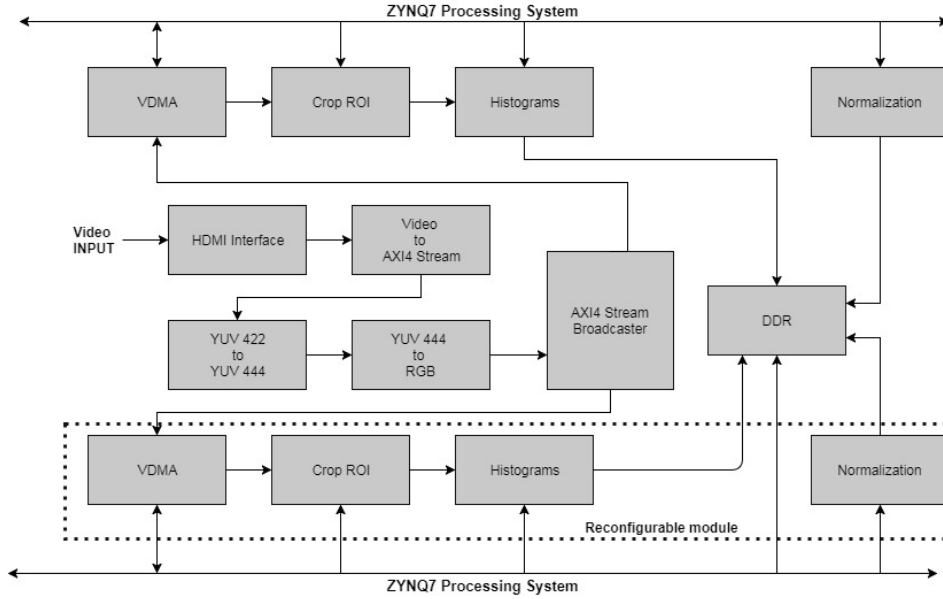 ZYNQ7 Processing System
VDMA
Crop ROI
Histograms
Normalization
Video
INPUT
HDMI Interface
Video
to
AXI4 Stream
AXI4 Stream
Broadcaster
DDR
YUV 422
to
YUV 444
YUV 444
to
RGB
VDMA
Crop ROI
Histograms
Normalization
Reconfigurable module
ZYNQ7 Processing System